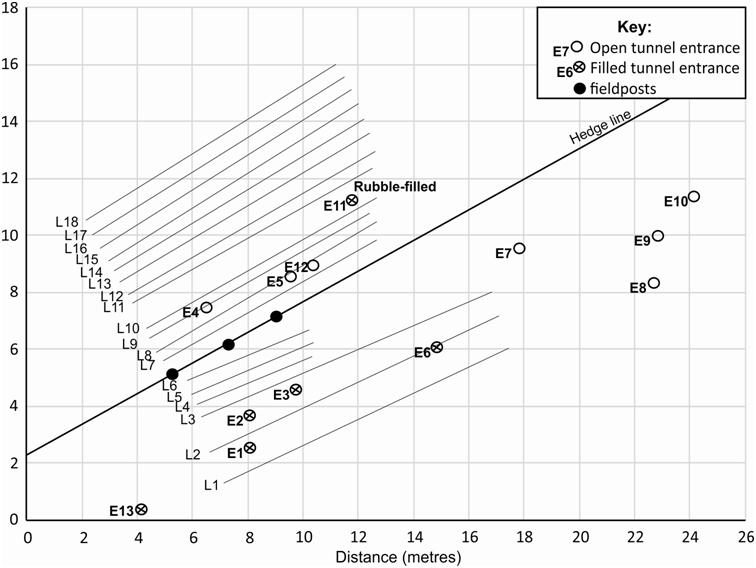 18
16
14
12
10
8
6
4
2
0
Key:
E7 Open tunnel entrance
E6 Filled tunnel entrance
fieldposts
Hedge line
Rubble-filled
E11
E10
L18
L17
L16
L15
L14
L13
L12
L11
L10
L9
L8
L7
L6
L5
L4
L3
L2
L1
E12
E5
E4
E7
E9
E8
E6
E3
E2
E1
E13
0 2 4 6 8 10 12 14 16 18 20 22 24 26
Distance (metres)